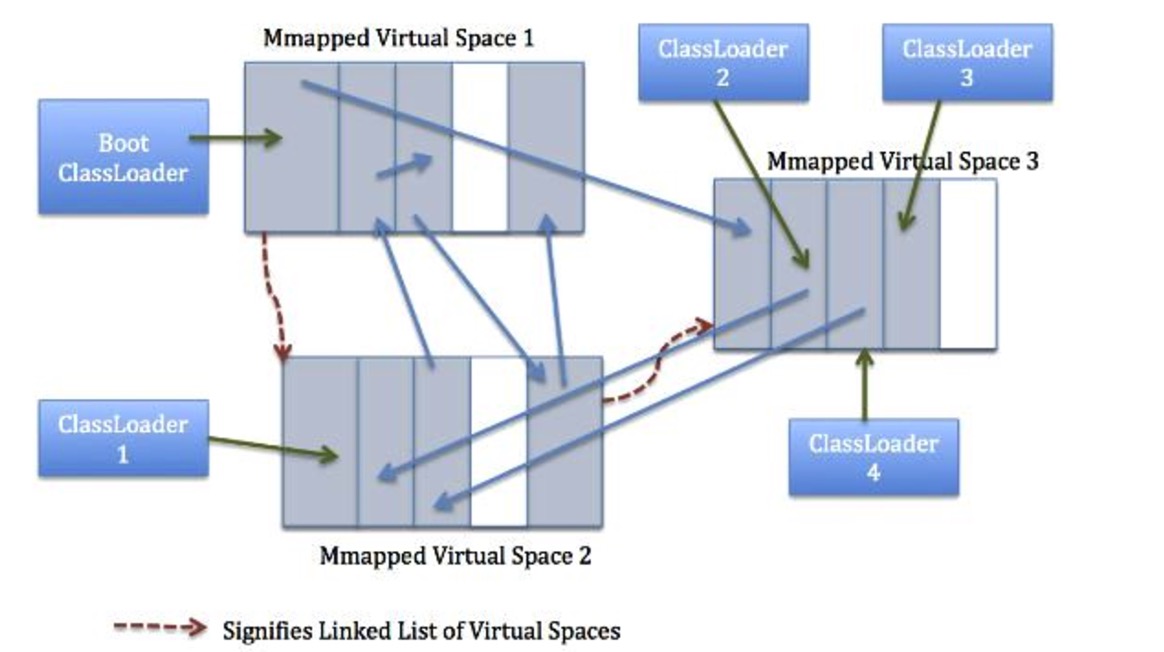 Mmapped Virtual Space 1
ClassLoader
2
ClassLoader
3
Boot
ClassLoader
Mmapped Virtual Space 3
ClassLoader
1
ClassLoader
4
Mmapped Virtual Space 2
Signifies Linked List of Virtual Spaces